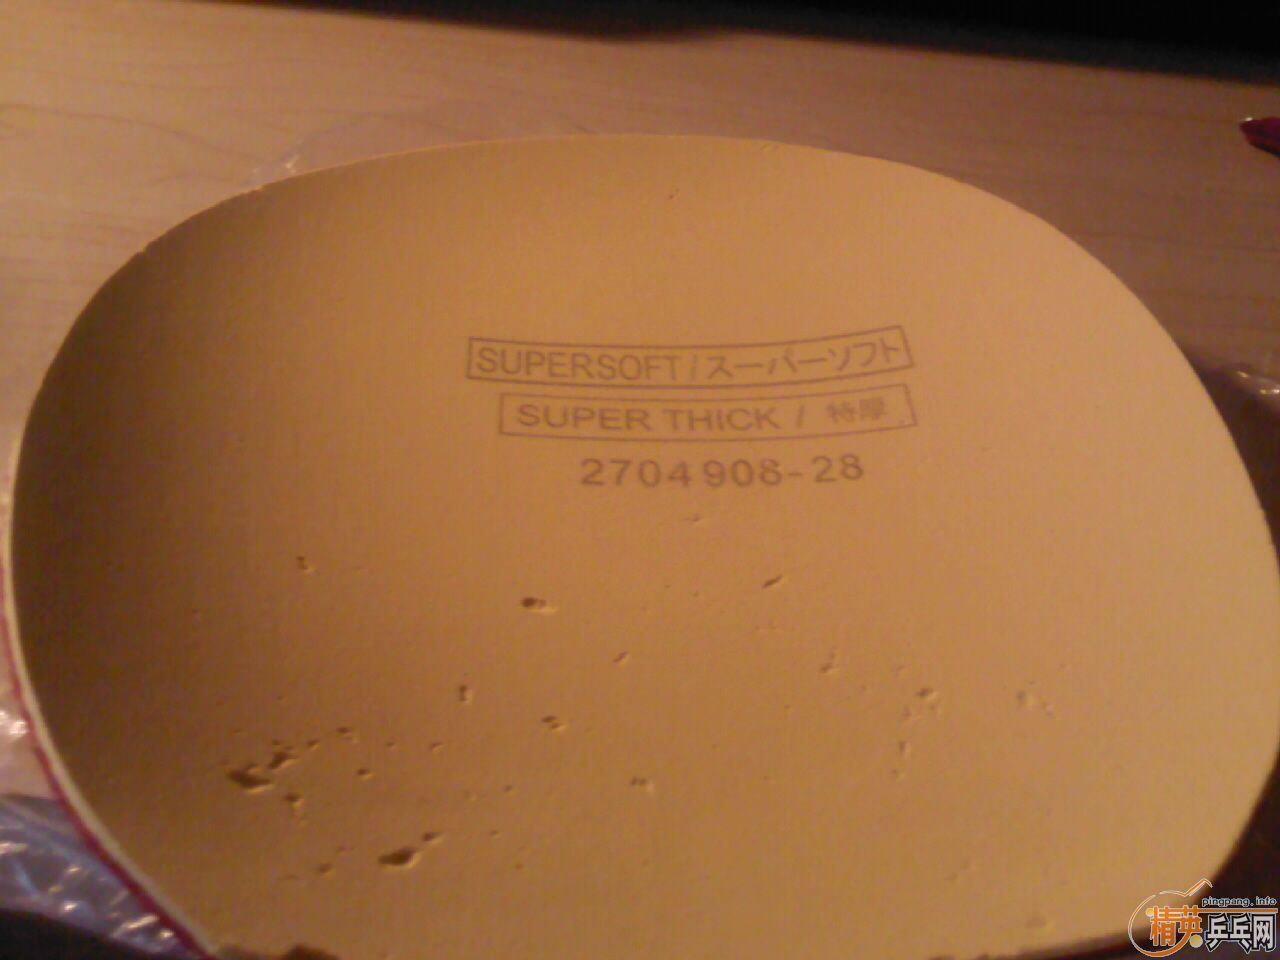 SUPERSOFT/スーパーソフト
SUPER THICK / 特厚
2704908-28
pingpang.info
精英乒乓网